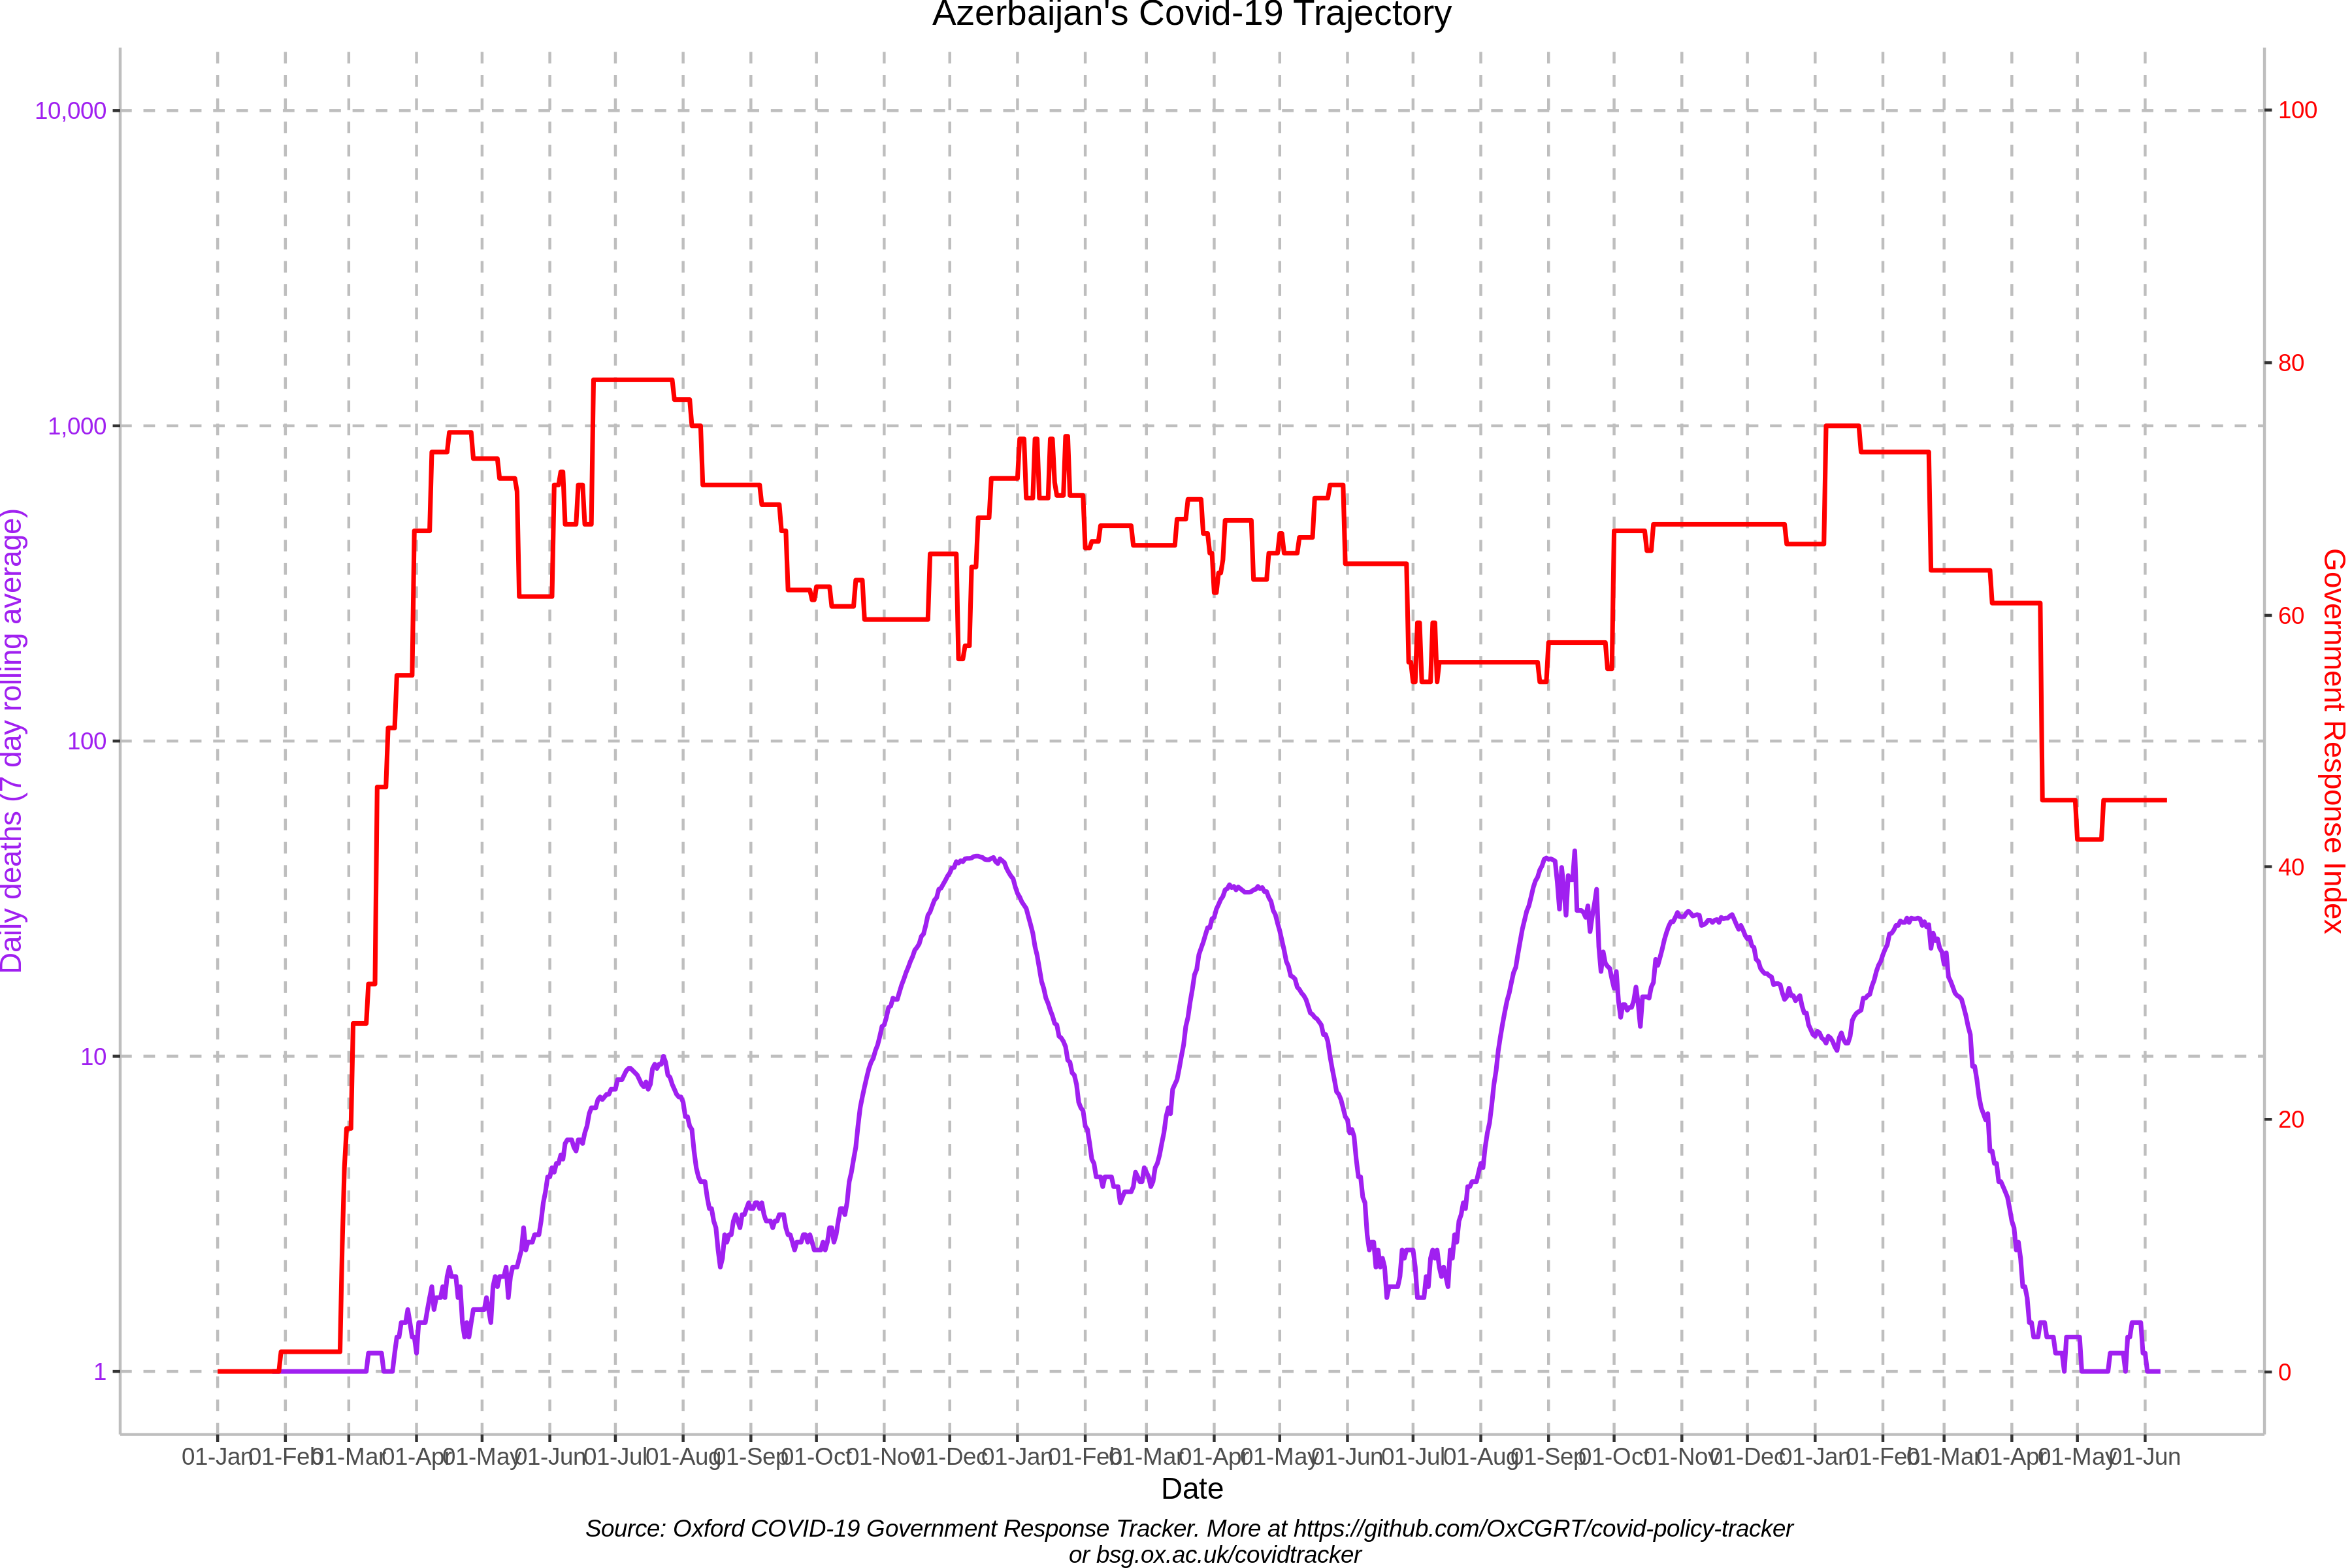 Azerbaijan's Covid-19 Trajectory
10,000
1,000
100
10
1
Daily deaths (7 day rolling average)
100
80
60
40
20
0
Government Response Index
01-Jan 01-Feb 01-Mar 01-Apr 01-May 01-Jun 01-Jul 01-Aug 01-Sep 01-Oct 01-Nov 01-Dec 01-Jan 01-Feb 01-Mar 01-Apr 01-May 01-Jun 01-Jul 01-Aug 01-Sep 01-Oct 01-Nov 01-Dec 01-Jan 01-Feb 01-Mar 01-Apr 01-May 01-Jun
Date
Source: Oxford COVID-19 Government Response Tracker. More at https://github.com/OxCGRT/covid-policy-tracker
or bsg.ox.ac.uk/covidtracker